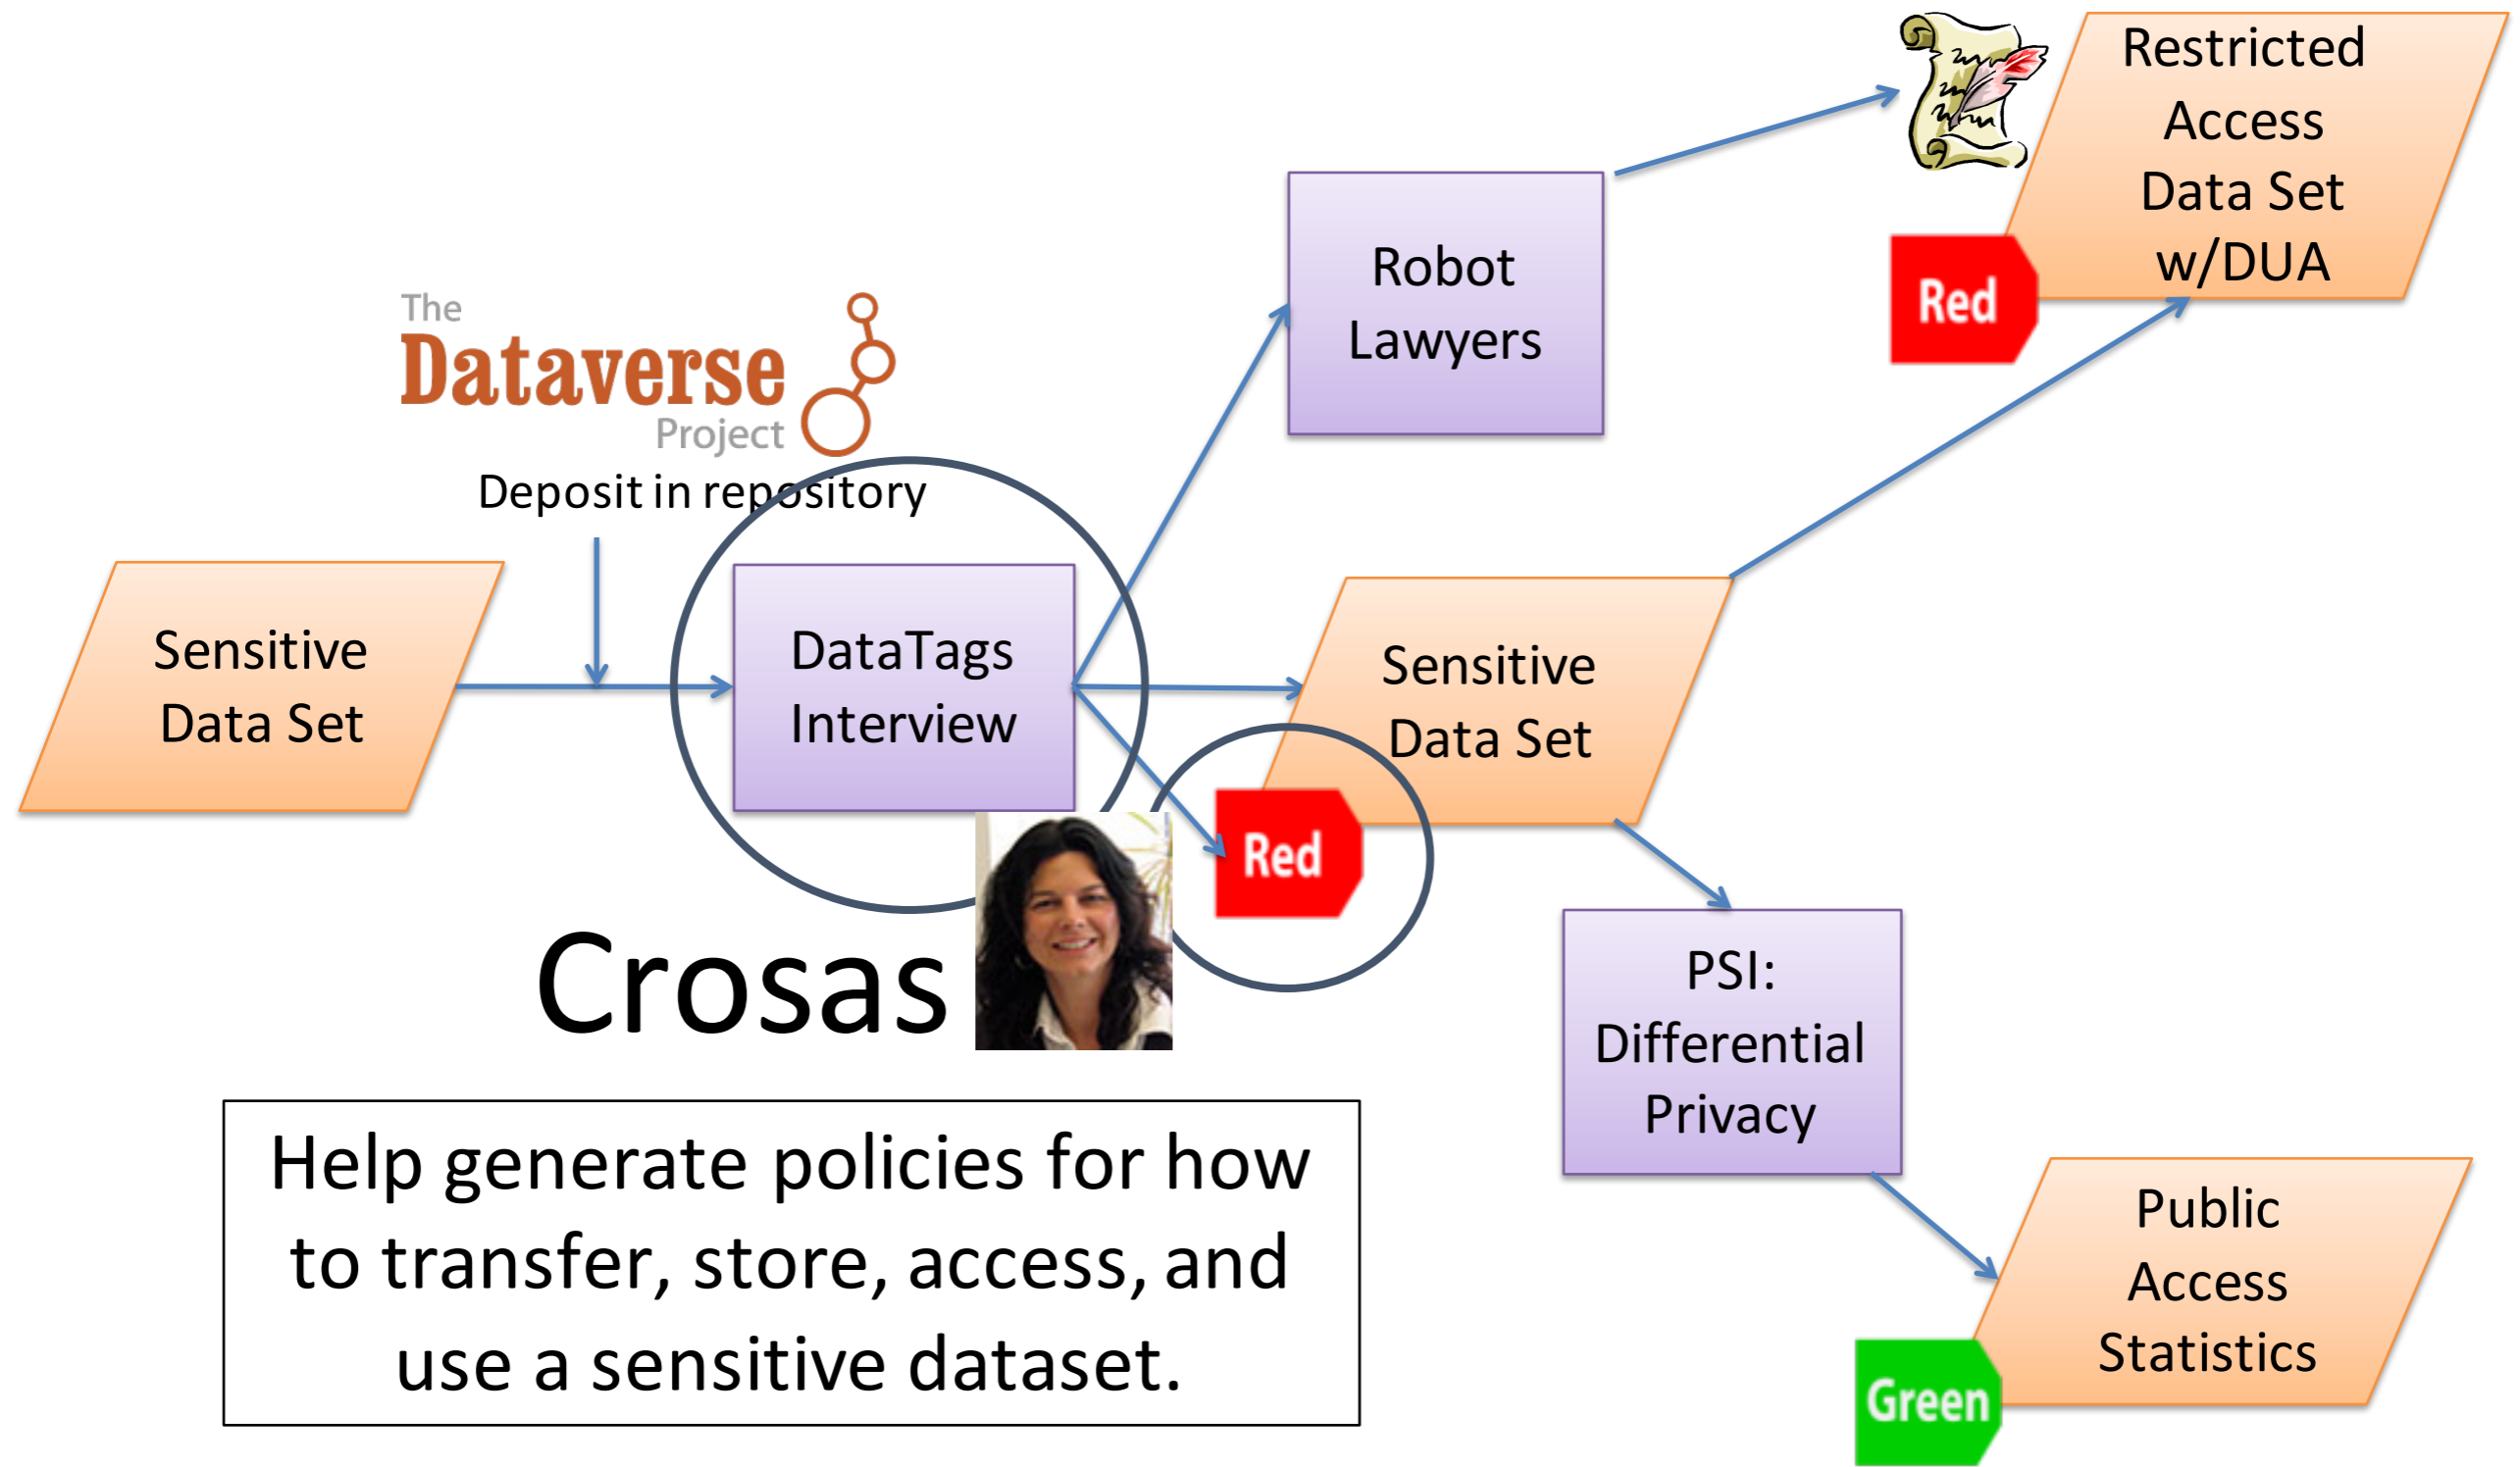 Restricted
Access
Data Set
w/DUA
Red
Robot
Lawyers
The
Dataverse
Project
Deposit in repository
Sensitive
Data Set
DataTags
Interview
Sensitive
Data Set
Red
Crosas
PSI:
Differential
Privacy
Help generate policies for how
to transfer, store, access, and
use a sensitive dataset.
Public
Access
Statistics
Green